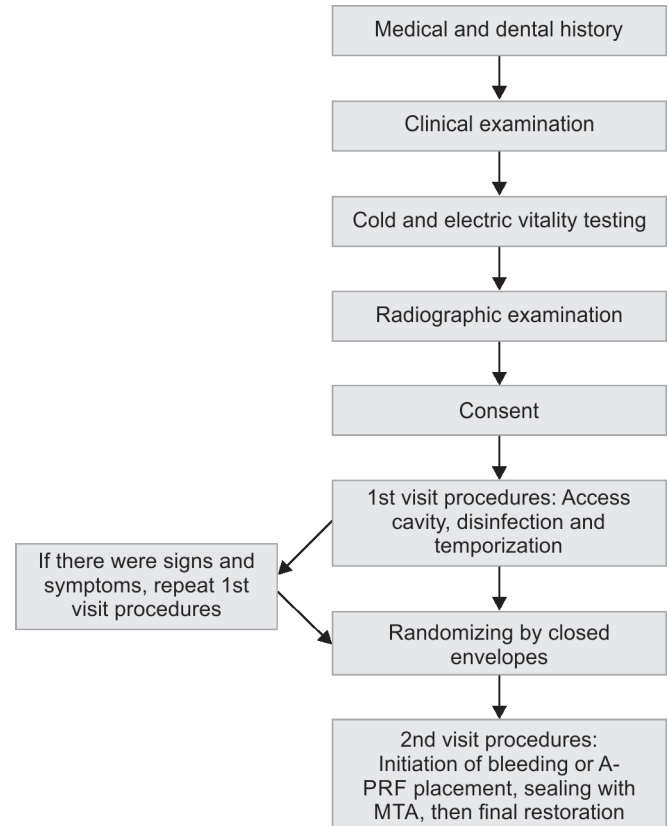 Medical and dental history
Clinical examination
Cold and electric vitality testing
Radiographic examination
Consent
1st visit procedures: Access
cavity, disinfection and
temporization
If there were signs and
symptoms, repeat 1st
visit procedures
Randomizing by closed
envelopes
2nd visit procedures:
Initiation of bleeding or A-
PRF placement, sealing with
MTA, then final restoration